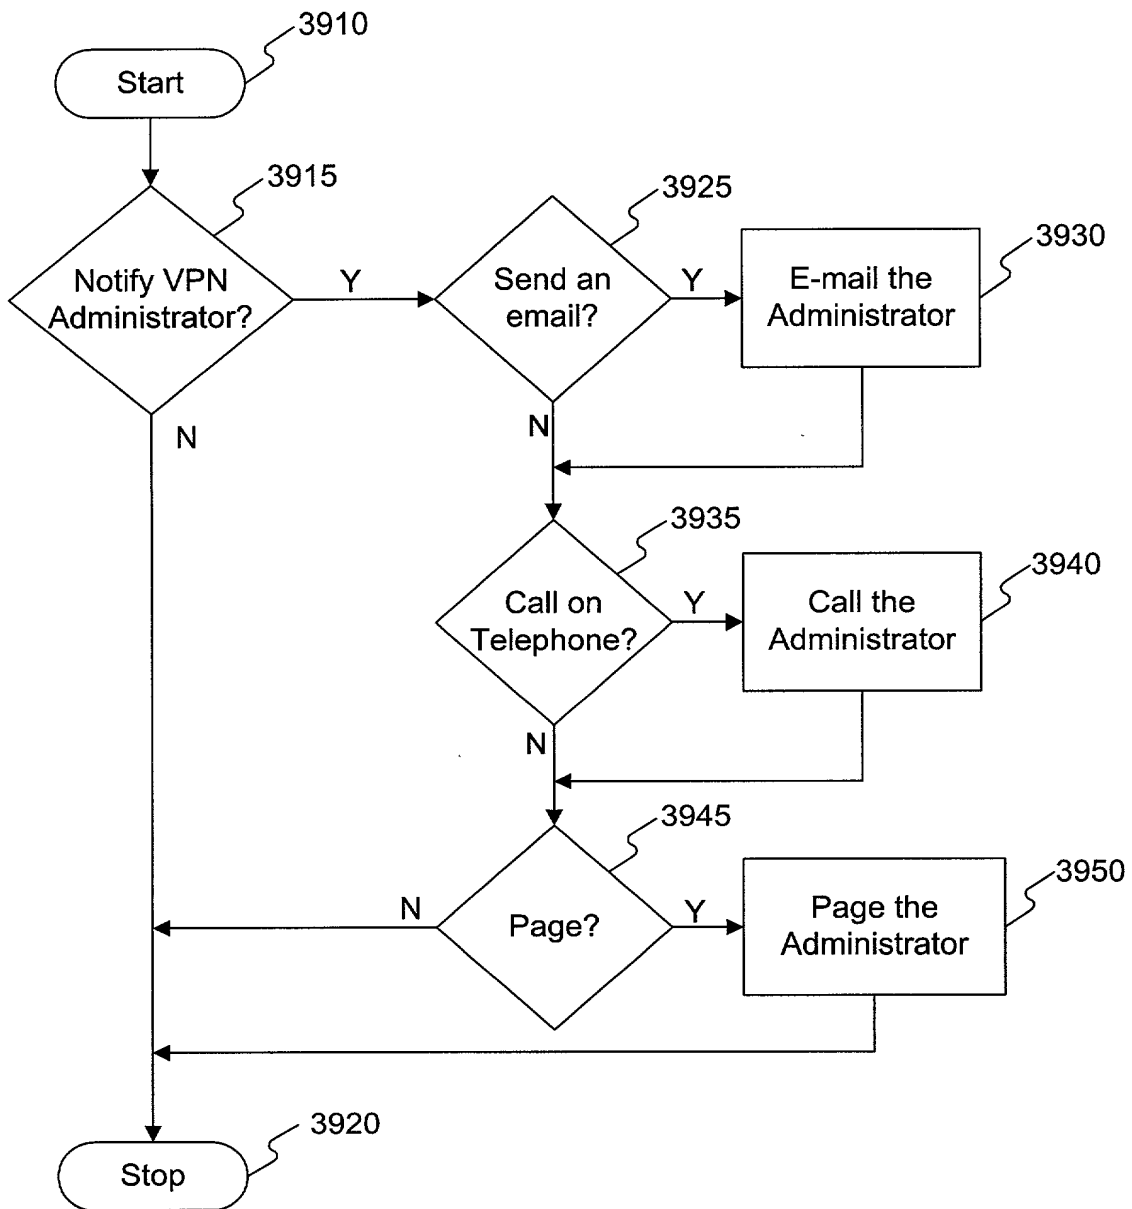 3910
Start
3915
Notify VPN
Administrator?
Y
N
3925
Send an
email?
Y
N
3930
E-mail the
Administrator
3935
Call on
Telephone?
Y
N
3940
Call the
Administrator
3945
Page?
N
Y
3950
Page the
Administrator
3920
Stop